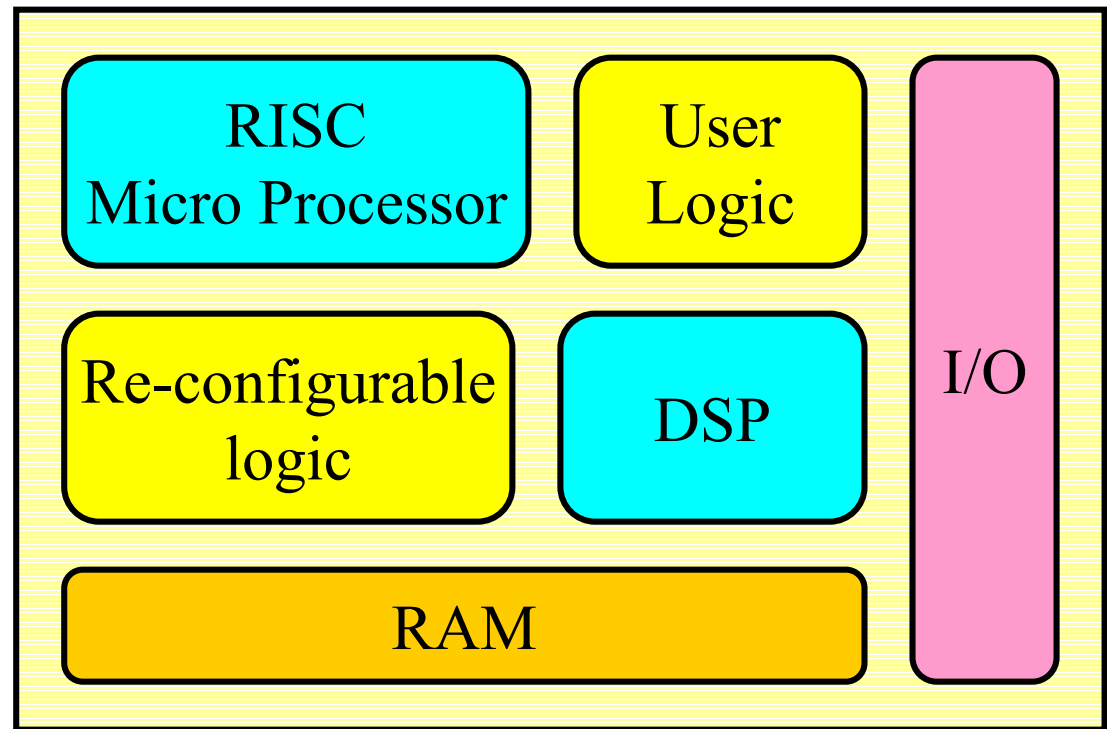 RISC
Micro Processor
User
Logic
Re-configurable
logic
DSP
I/O
RAM